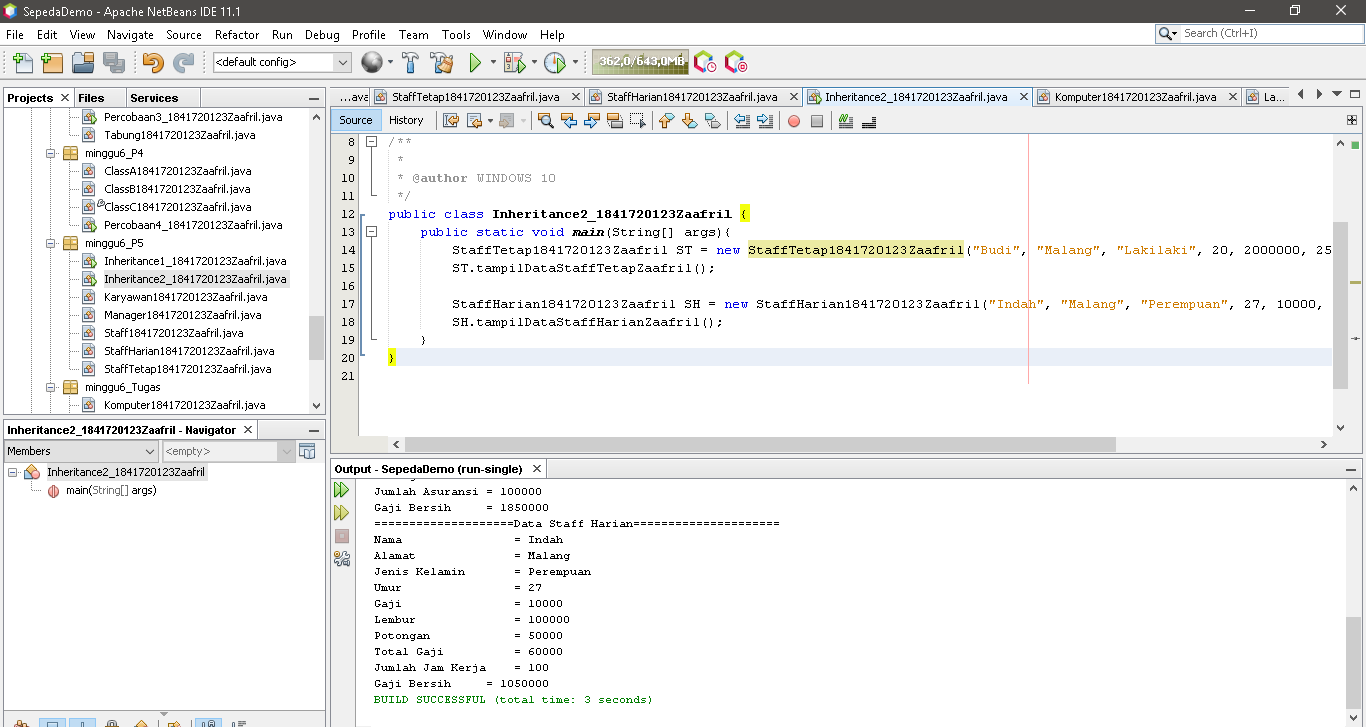 SepedaDemo - Apache NetBeans IDE 11.1
File Edit View Navigate Source Refactor Run Debug Profile Team Tools Window Help
Search (Ctrl+I)
<default config>
362,0/643,0MB
Projects Files Services
Percobaan3_1841720123Zaafril.java
Tabung1841720123Zaafril.java
minggu6_P4
ClassA1841720123Zaafril.java
ClassB1841720123Zaafril.java
ClassC1841720123Zaafril.java
Percobaan4_1841720123Zaafril.java
minggu6_P5
Inheritance1_1841720123Zaafril.java
Inheritance2_1841720123Zaafril.java
Karyawan1841720123Zaafril.java
Manager1841720123Zaafril.java
Staff1841720123Zaafril.java
StaffHarian1841720123Zaafril.java
StaffTetap1841720123Zaafril.java
minggu6_Tugas
Komputer1841720123Zaafril.java
Inheritance2_1841720123Zaafril - Navigator
Members <empty>
Inheritance2_1841720123Zaafril
main(String[] args)
...ava StaffTetap1841720123Zaafril.java StaffHarian1841720123Zaafril.java Inheritance2_1841720123Zaafril.java Komputer1841720123Zaafril.java La...
Source History
8 /**
9 *
10 * @author WINDOWS 10
11 */
12 public class Inheritance2_1841720123Zaafril {
13 public static void main(String[] args){
14 StaffTetap1841720123Zaafril ST = new StaffTetap1841720123Zaafril("Budi", "Malang", "Lakilaki", 20, 2000000, 25
15 ST.tampilDataStaffTetapZaafril();
16
17 StaffHarian1841720123Zaafril SH = new StaffHarian1841720123Zaafril("Indah", "Malang", "Perempuan", 27, 10000,
18 SH.tampilDataStaffHarianZaafril();
19 }
20 }
21
Output - SepedaDemo (run-single)
Jumlah Asuransi = 100000
Gaji Bersih = 1850000
====================Data Staff Harian=====================
Nama = Indah
Alamat = Malang
Jenis Kelamin = Perempuan
Umur = 27
Gaji = 10000
Lembur = 100000
Potongan = 50000
Total Gaji = 60000
Jumlah Jam Kerja = 100
Gaji Bersih = 1050000
BUILD SUCCESSFUL (total time: 3 seconds)